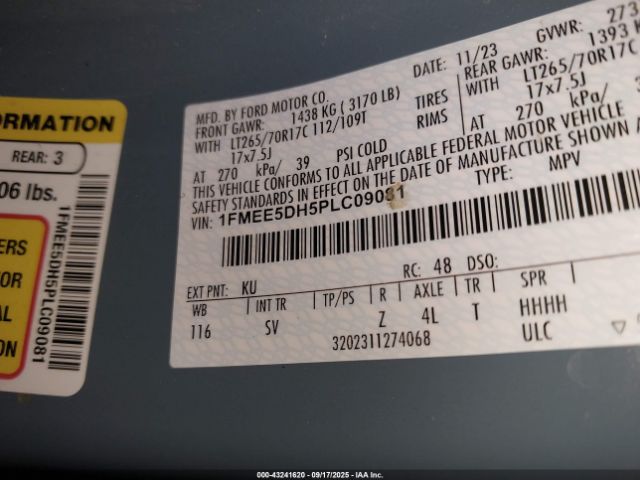 ORMATION
REAR: 3
06 lbs.
ERS
OR
AL
ON
1FMEE5DH5PLC09081
MFD. BY FORD MOTOR CO. DATE: 11/23 GVWR: 273
FRONT GAWR: 1438 KG ( 3170 LB) REAR GAWR: 1393 K
WITH LT265/70R17C 112/109T TIRES WITH LT265/70R17C
17x7.5J RIMS 17x7.5J
AT 270 kPa/ 39 PSI COLD AT 270 kPa/
THIS VEHICLE CONFORMS TO ALL APPLICABLE FEDERAL MOTOR VEHICLE
SAFETY STANDARDS IN EFFECT ON THE DATE OF MANUFACTURE SHOWN
VIN: 1FMEE5DH5PLC09081 TYPE: MPV
EXT PNT: KU RC: 48 DSO:
WB INT TR TP/PS R AXLE TR SPR
116 SV Z 4L T HHHH
3202311274068 ULC
000-43241620 - 09/17/2025 - IAA Inc.